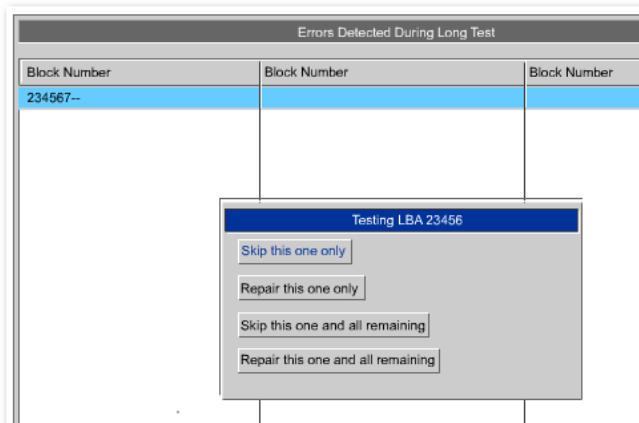 Errors Detected During Long Test
Block Number Block Number Block Number
234567--
Testing LBA 23456
Skip this one only
Repair this one only
Skip this one and all remaining
Repair this one and all remaining